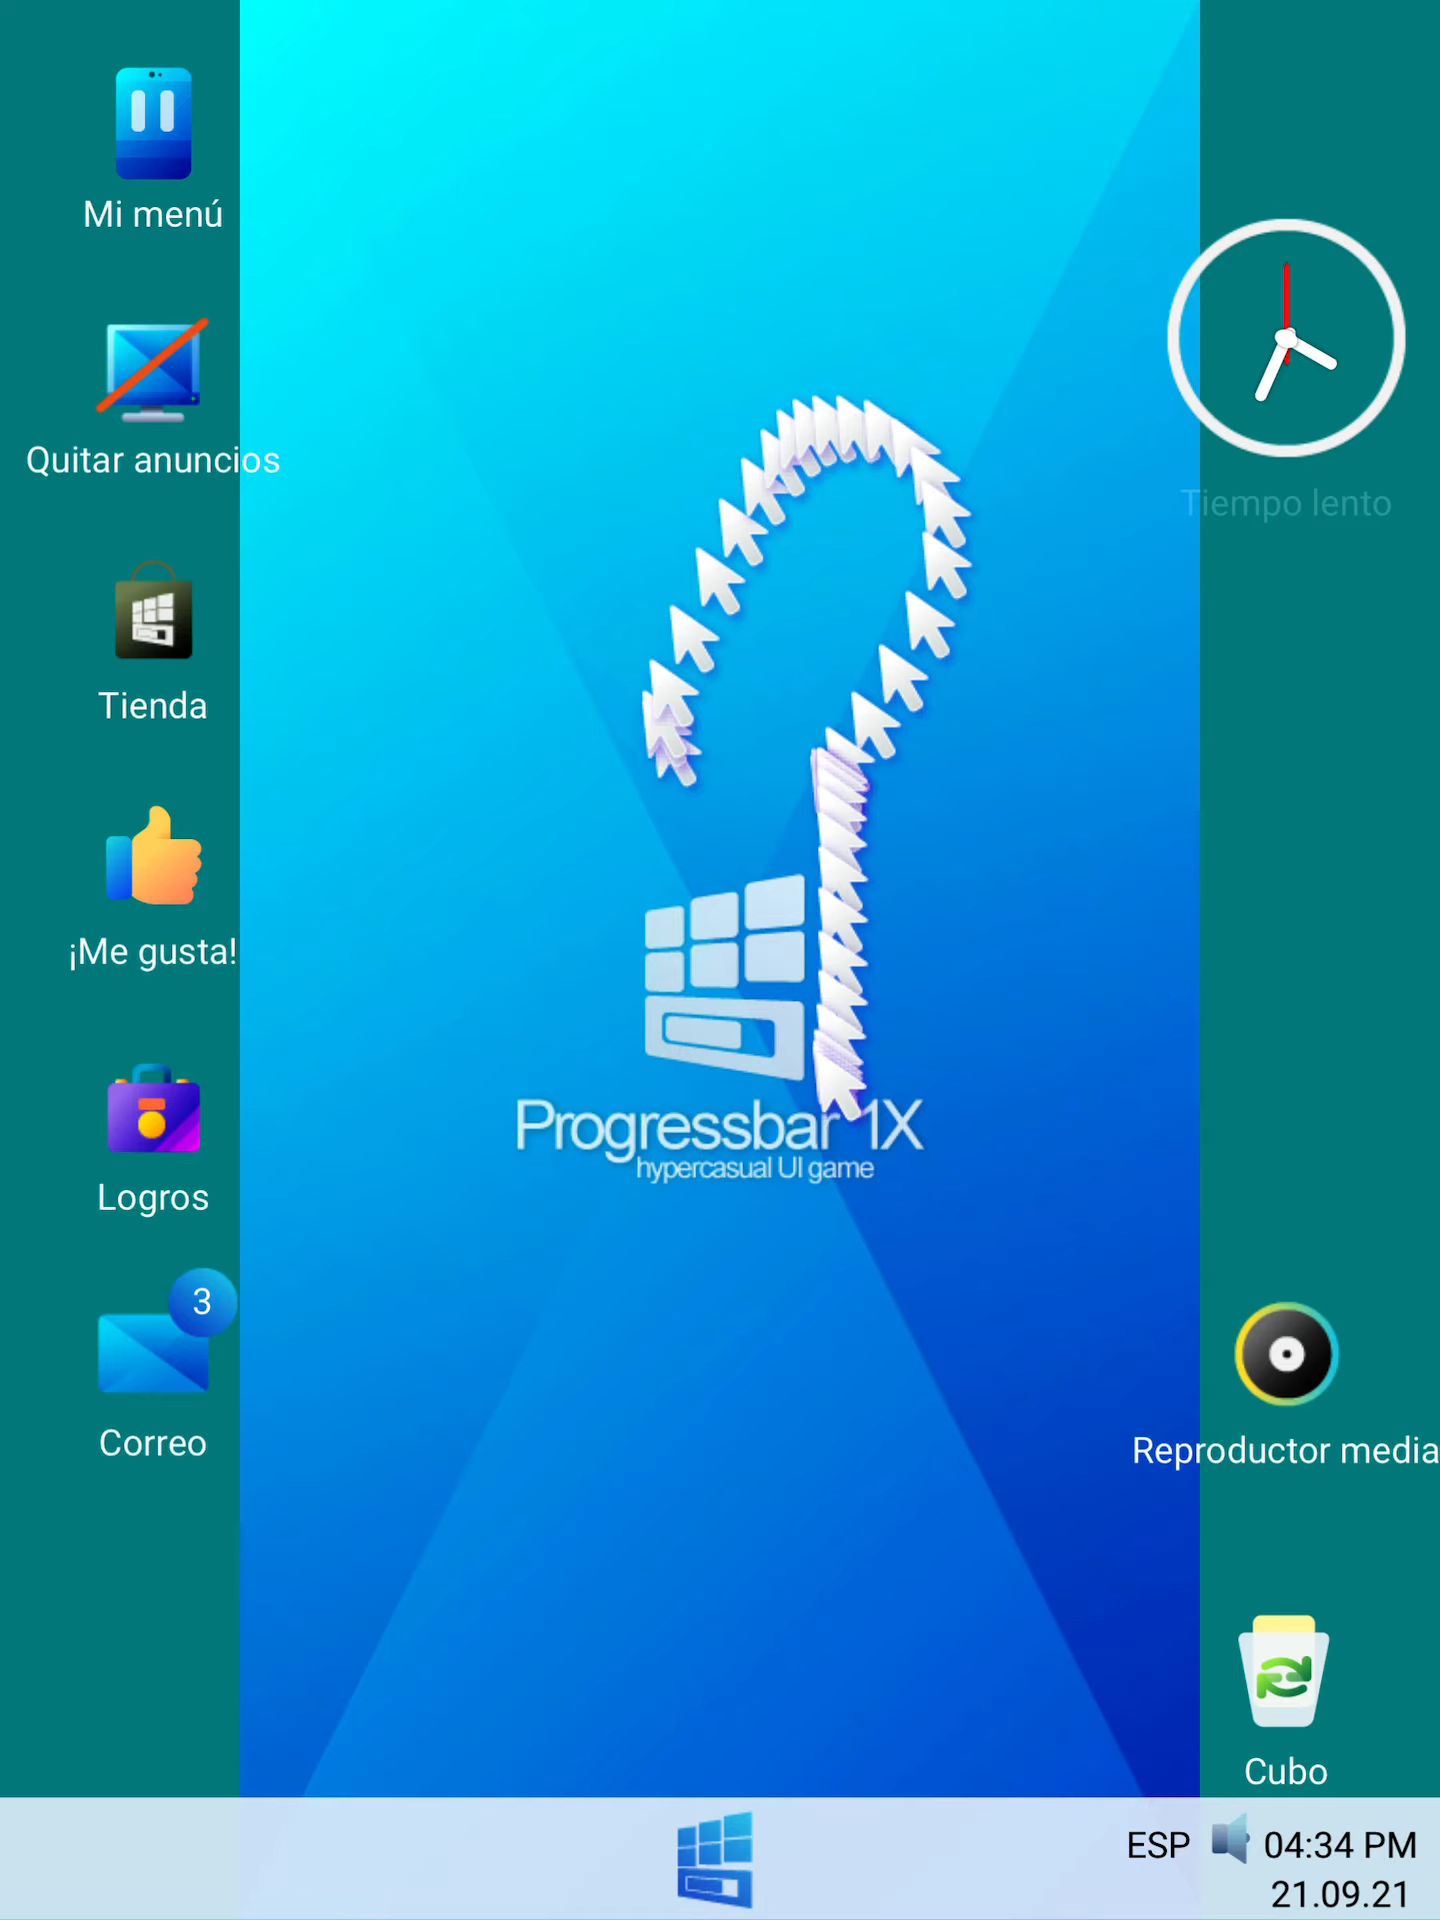 Mi menú
Quitar anuncios
Tienda
¡Me gusta!
Logros
3
Correo
Progressbar 1X
hypercasual UI game
Tiempo lento
Reproductor media
Cubo
ESP
04:34 PM
21.09.21